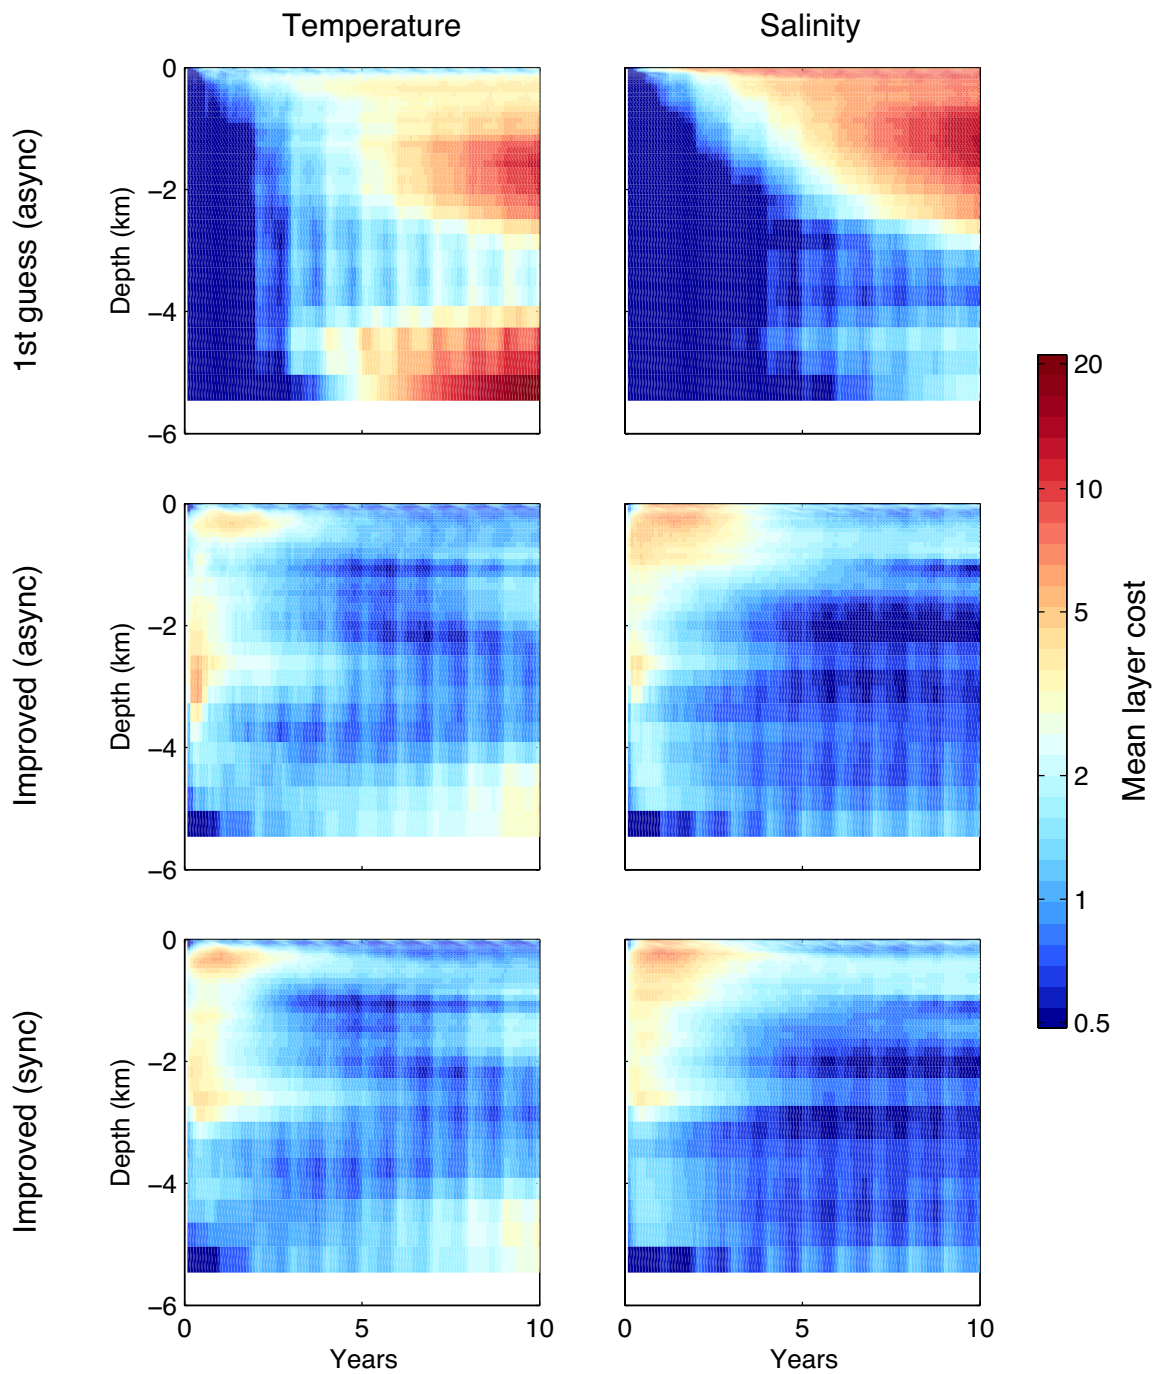 Temperature
Salinity
1st guess (async)
Depth (km)
0
−2
−4
−6
Improved (async)
Depth (km)
0
−2
−4
−6
Improved (sync)
Depth (km)
0
−2
−4
−6
0
5
10
Years
0
5
10
Years
20
10
5
2
1
0.5
Mean layer cost